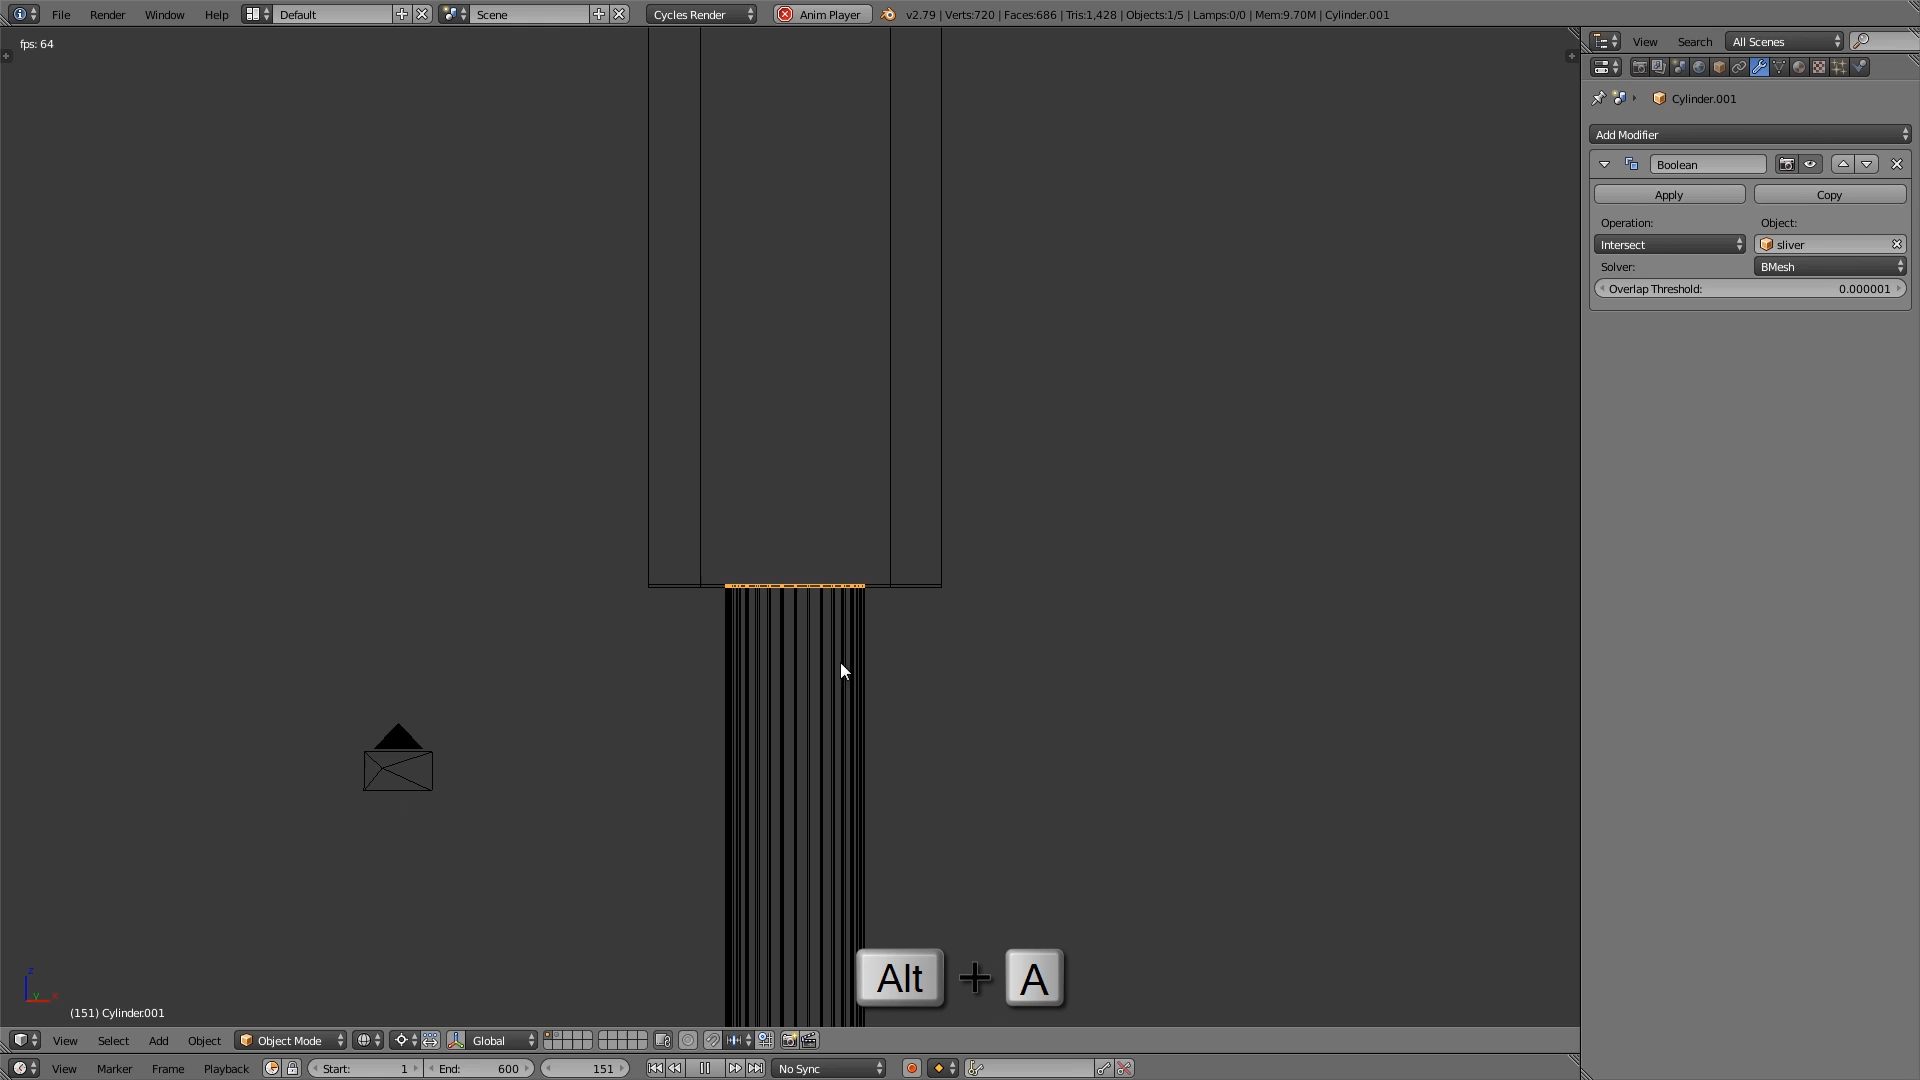 File Render Window Help Default Scene Cycles Render Anim Player v2.79 | Verts:720 | Faces:686 | Tris:1,428 | Objects:1/5 | Lamps:0/0 | Mem:9.70M | Cylinder.001
fps: 64
View Search All Scenes
Cylinder.001
Add Modifier
Boolean
Apply Copy
Operation: Object:
Intersect sliver
Solver: BMesh
Overlap Threshold: 0.000001
Alt + A
z
y x
(151) Cylinder.001
View Select Add Object Object Mode Global
View Marker Frame Playback Start: 1 End: 600 151 No Sync